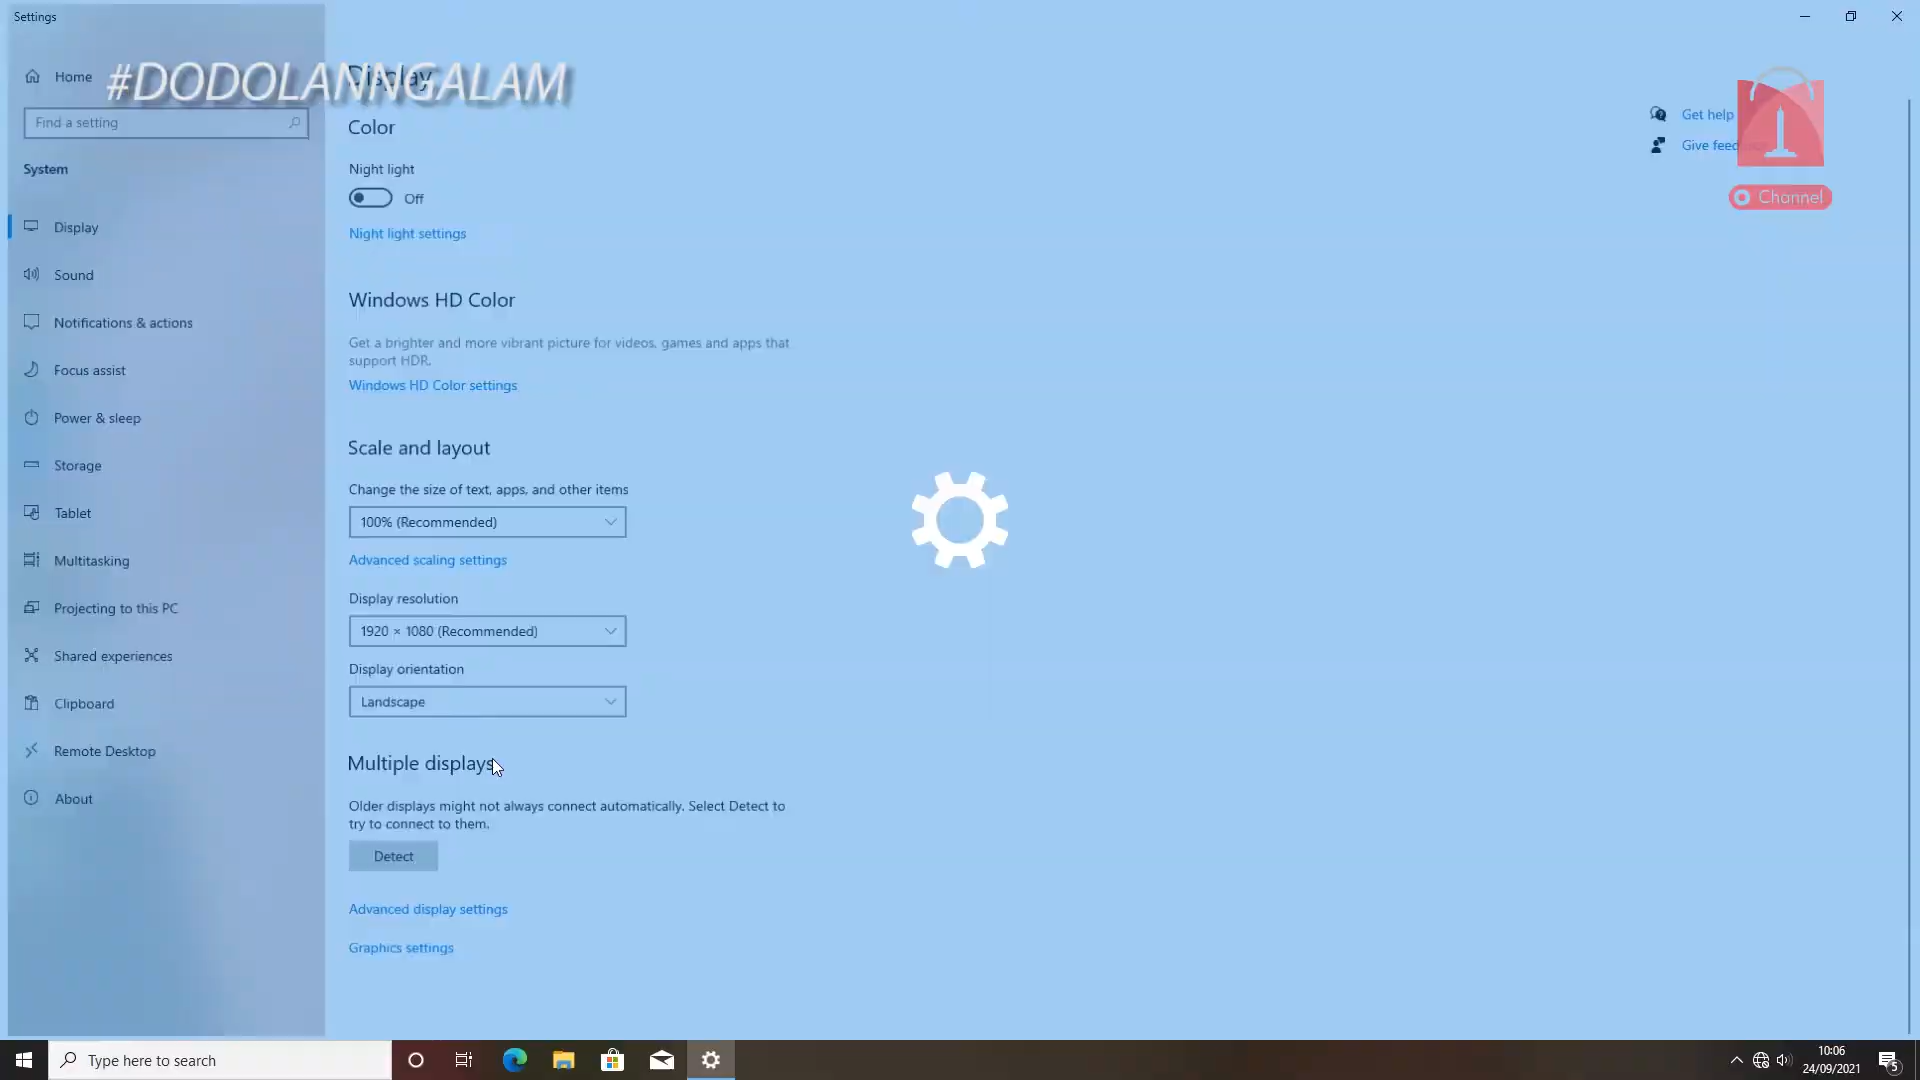 Settings
Home
#DODOLANNGALAM
Display
Find a setting
System
Display
Sound
Notifications & actions
Focus assist
Power & sleep
Storage
Tablet
Multitasking
Projecting to this PC
Shared experiences
Clipboard
Remote Desktop
About
Color
Night light
Off
Night light settings
Windows HD Color
Get a brighter and more vibrant picture for videos, games and apps that
support HDR.
Windows HD Color settings
Scale and layout
Change the size of text, apps, and other items
100% (Recommended)
Advanced scaling settings
Display resolution
1920 × 1080 (Recommended)
Display orientation
Landscape
Multiple displays
Older displays might not always connect automatically. Select Detect to
try to connect to them.
Detect
Advanced display settings
Graphics settings
Get help
Give feedback
Channel
Type here to search
10:06
24/09/2021
5